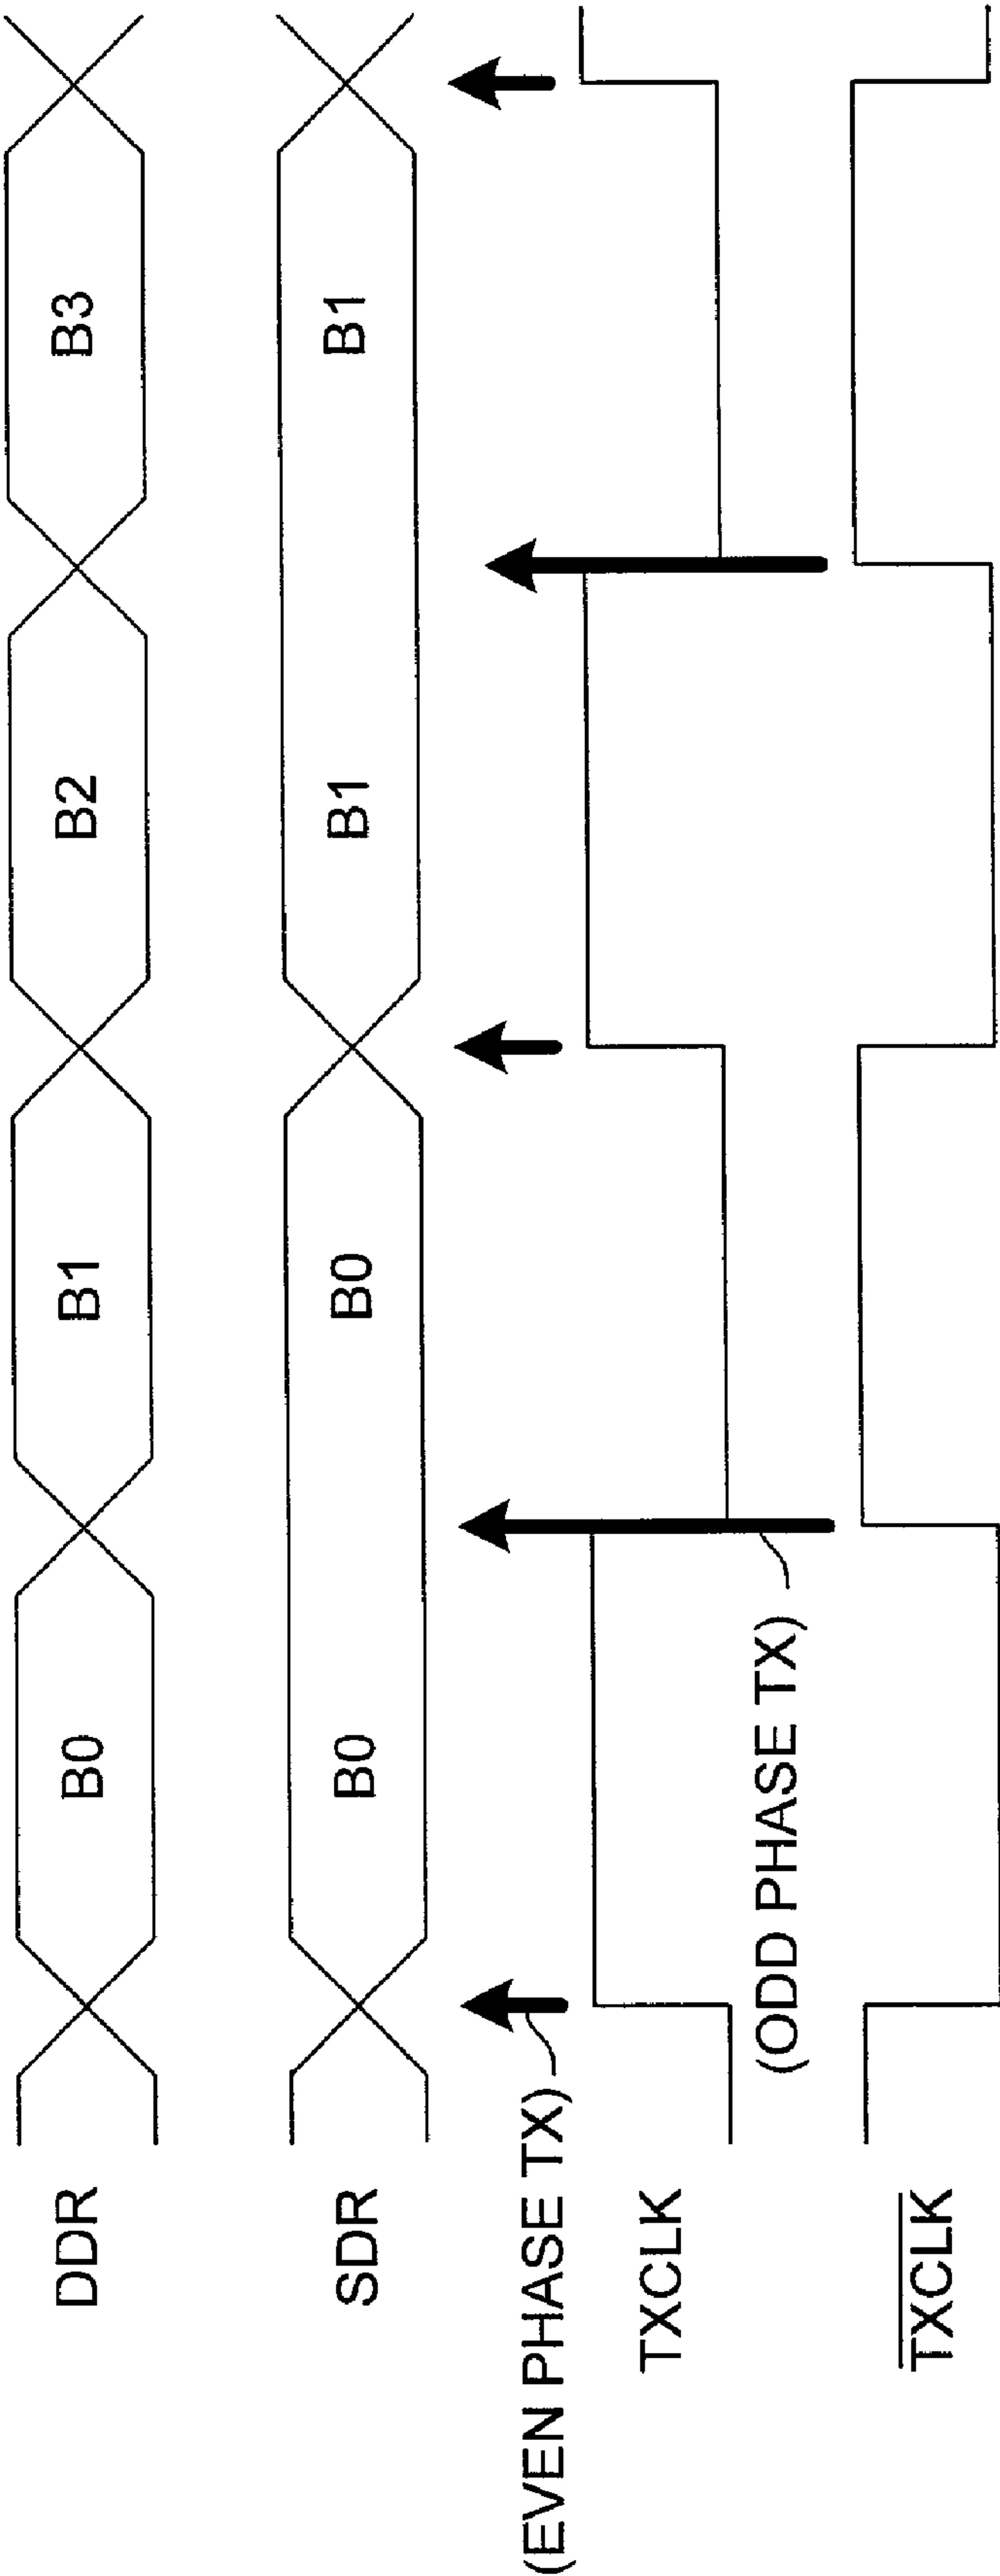 DDR B0 B1 B2 B3
SDR B0 B0 B1 B1
(EVEN PHASE TX)
TXCLK
(ODD PHASE TX)
TXCLK